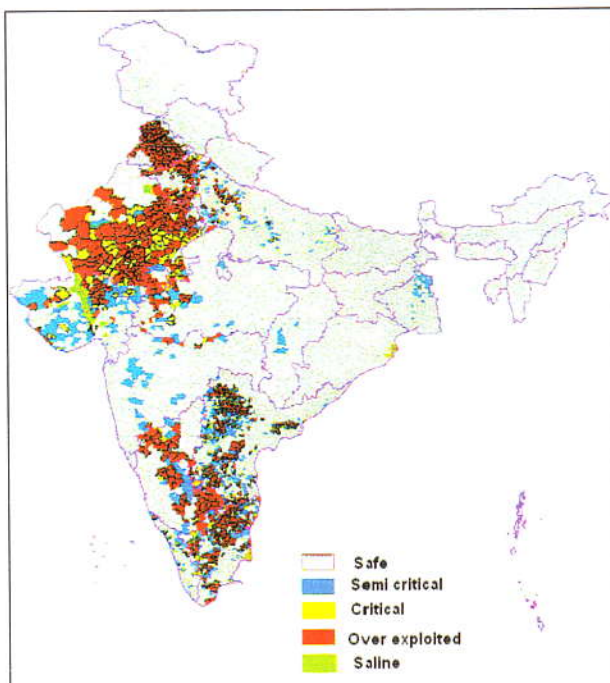 Safe
Semi critical
Critical
Over exploited
Saline